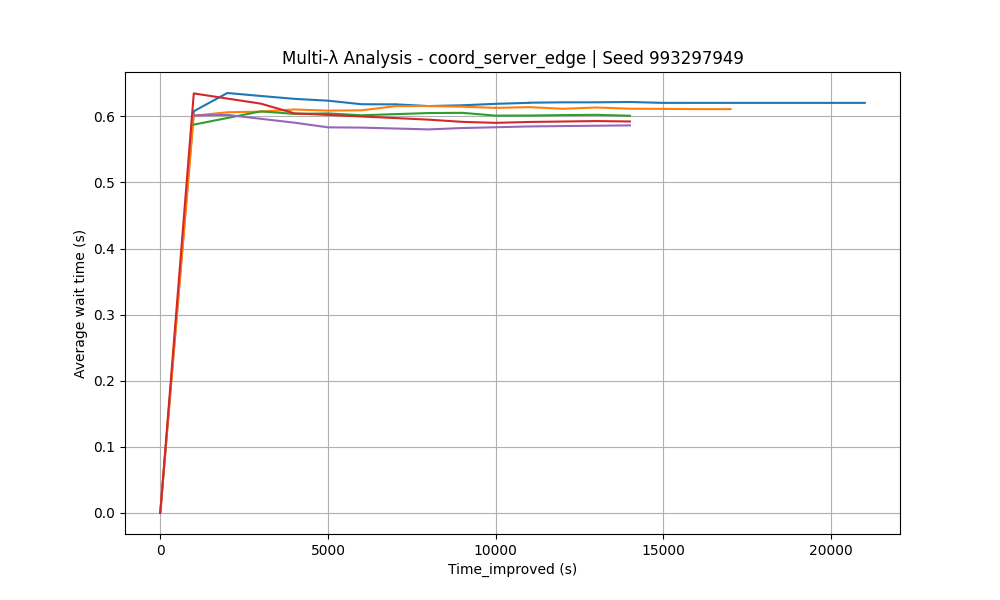 Multi-λ Analysis - coord_server_edge | Seed 993297949
Average wait time (s)
0.6
0.5
0.4
0.3
0.2
0.1
0.0
0 5000 10000 15000 20000
Time_improved (s)